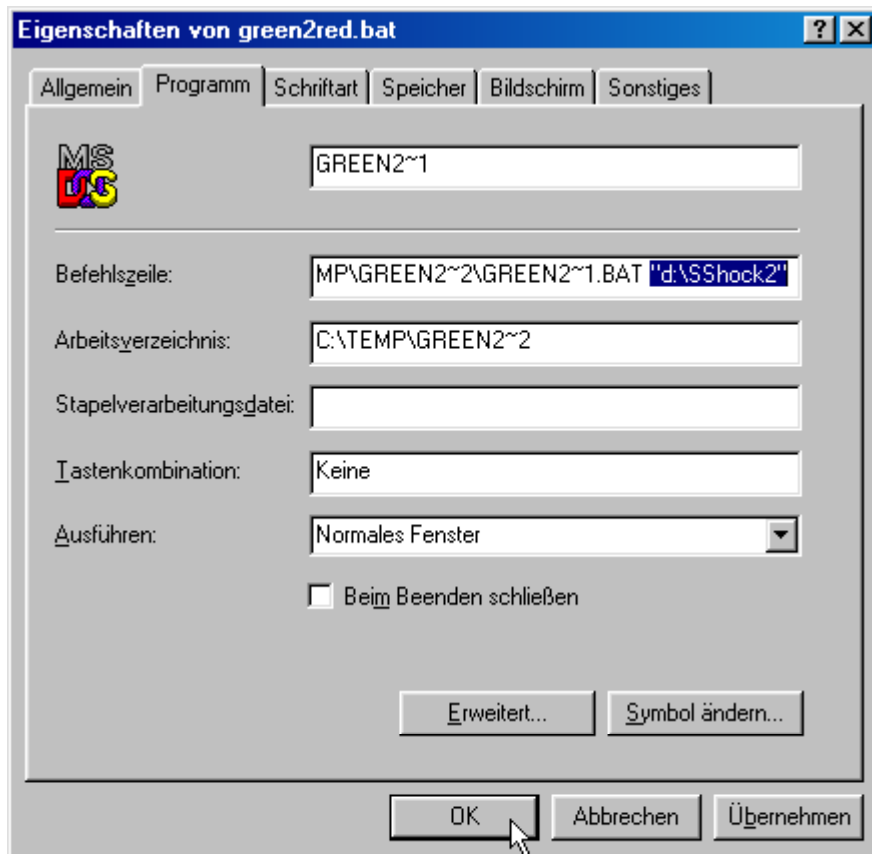 Eigenschaften von green2red.bat
Allgemein Programm Schriftart Speicher Bildschirm Sonstiges
MS DOS GREEN2~1
Befehlszeile: MP\GREEN2~2\GREEN2~1.BAT "d:\SShock2"
Arbeitsverzeichnis: C:\TEMP\GREEN2~2
Stapelverarbeitungsdatei:
Tastenkombination: Keine
Ausführen: Normales Fenster
Beim Beenden schließen
Erweitert... Symbol ändern...
OK Abbrechen Übernehmen